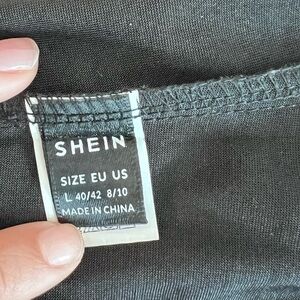 SHEIN
SIZE EU US
L 40/42 8/10
MADE IN CHINA